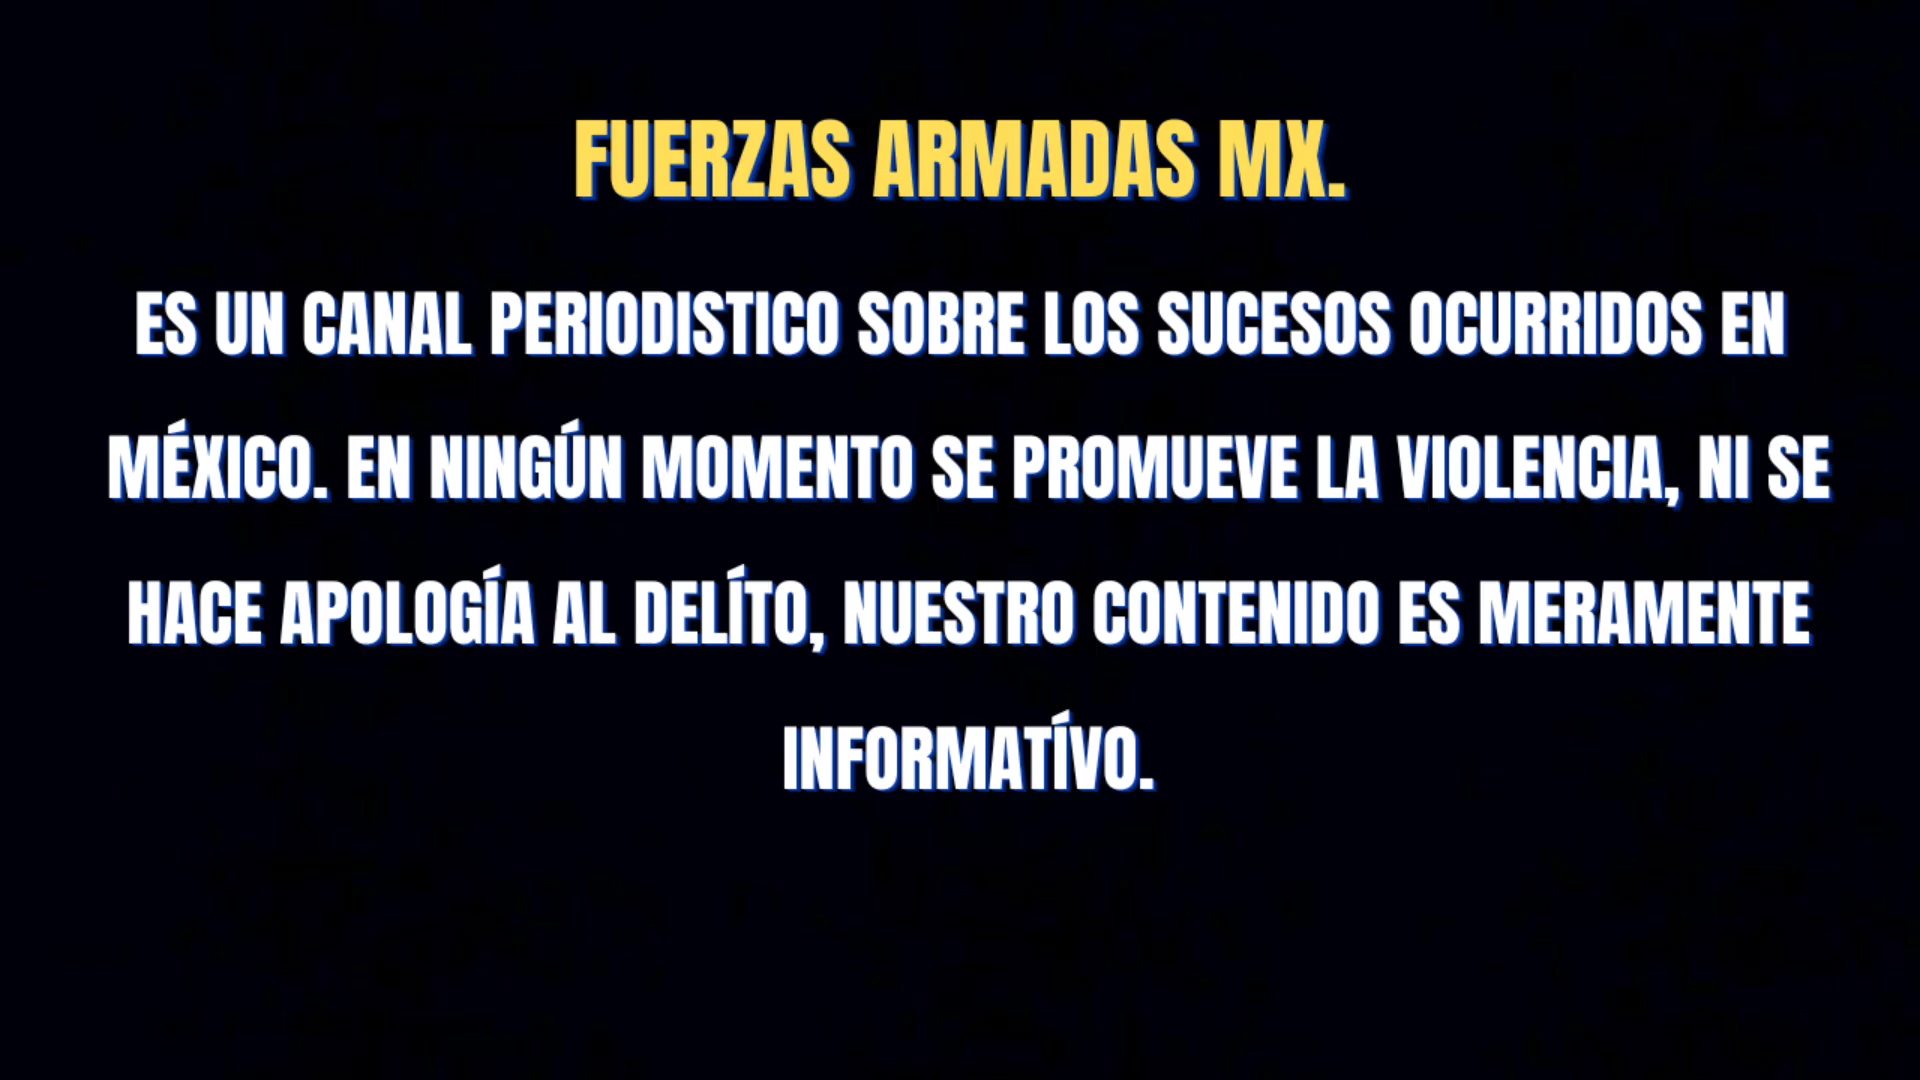 FUERZAS ARMADAS MX.
ES UN CANAL PERIODISTICO SOBRE LOS SUCESOS OCURRIDOS EN
MÉXICO. EN NINGÚN MOMENTO SE PROMUEVE LA VIOLENCIA, NI SE
HACE APOLOGÍA AL DELÍTO, NUESTRO CONTENIDO ES MERAMENTE
INFORMATÍVO.